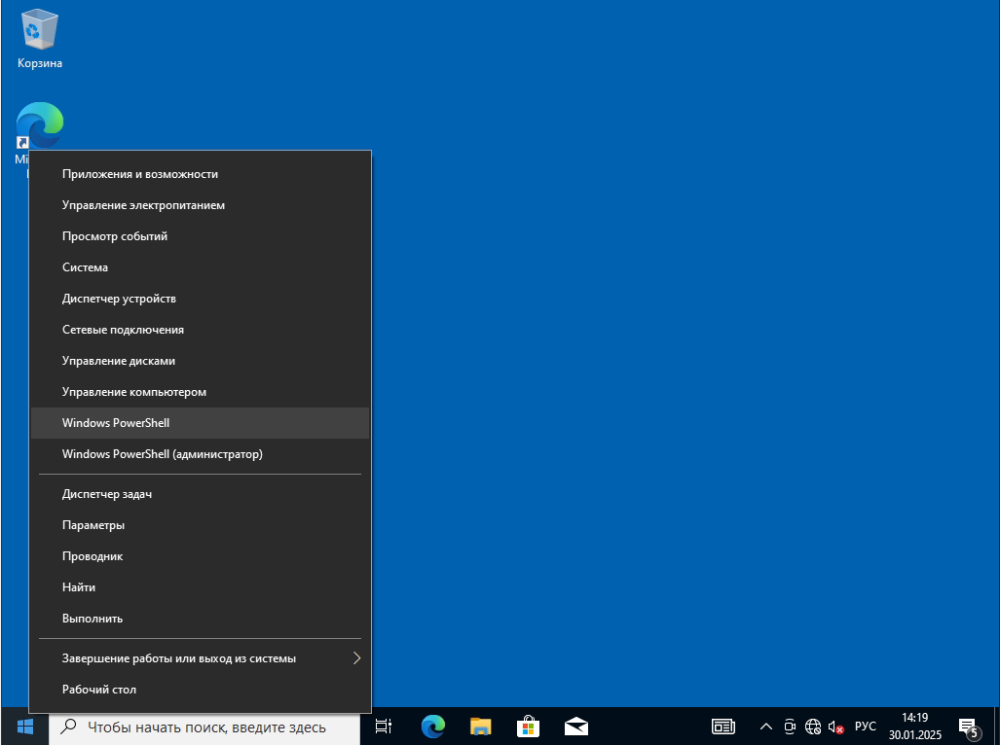 Корзина
Mi
Приложения и возможности
Управление электропитанием
Просмотр событий
Система
Диспетчер устройств
Сетевые подключения
Управление дисками
Управление компьютером
Windows PowerShell
Windows PowerShell (администратор)
Диспетчер задач
Параметры
Проводник
Найти
Выполнить
Завершение работы или выход из системы
Рабочий стол
Чтобы начать поиск, введите здесь
РУС
14:19
30.01.2025
5